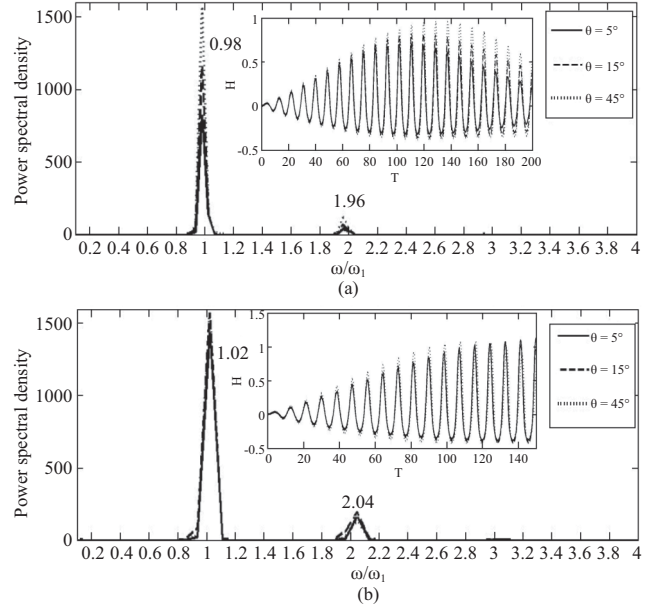 Power spectral density
1500
1000
500
0
0.98
1.96
H
1
0.5
0
-0.5
0 20 40 60 80 100 120 140 160 180 200
T
θ = 5°
θ = 15°
θ = 45°
0.2 0.4 0.6 0.8 1 1.2 1.4 1.6 1.8 2 2.2 2.4 2.6 2.8 3 3.2 3.4 3.6 3.8 4
ω/ω₁
(a)
Power spectral density
1500
1000
500
0
1.02
2.04
H
1.5
1
0.5
0
-0.5
0 20 40 60 80 100 120 140
T
θ = 5°
θ = 15°
θ = 45°
0.2 0.4 0.6 0.8 1 1.2 1.4 1.6 1.8 2 2.2 2.4 2.6 2.8 3 3.2 3.4 3.6 3.8 4
ω/ω₁
(b)